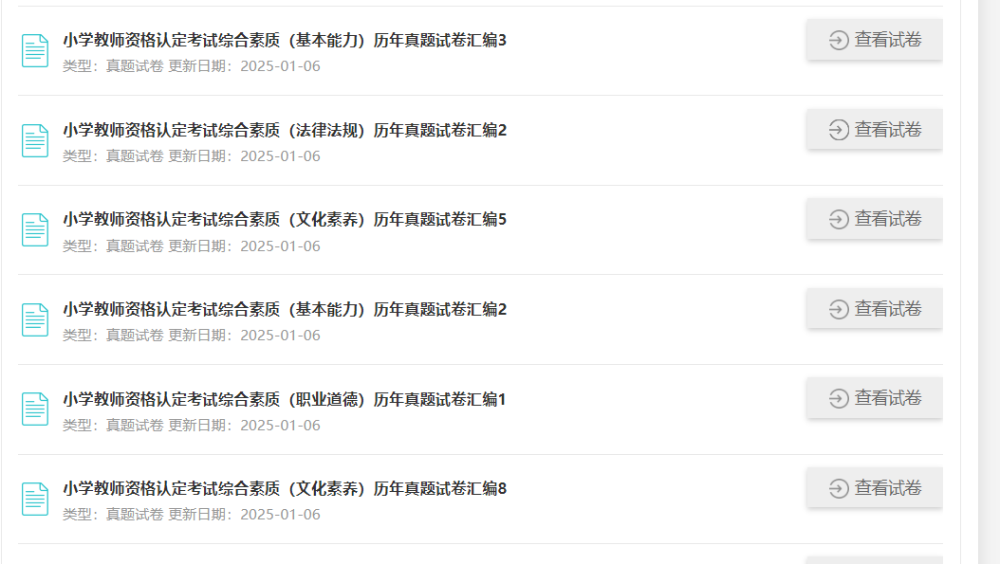 小学教师资格认定考试综合素质（基本能力）历年真题试卷汇编3
查看试卷
类型：真题试卷 更新日期：2025-01-06
小学教师资格认定考试综合素质（法律法规）历年真题试卷汇编2
查看试卷
类型：真题试卷 更新日期：2025-01-06
小学教师资格认定考试综合素质（文化素养）历年真题试卷汇编5
查看试卷
类型：真题试卷 更新日期：2025-01-06
小学教师资格认定考试综合素质（基本能力）历年真题试卷汇编2
查看试卷
类型：真题试卷 更新日期：2025-01-06
小学教师资格认定考试综合素质（职业道德）历年真题试卷汇编1
查看试卷
类型：真题试卷 更新日期：2025-01-06
小学教师资格认定考试综合素质（文化素养）历年真题试卷汇编8
查看试卷
类型：真题试卷 更新日期：2025-01-06